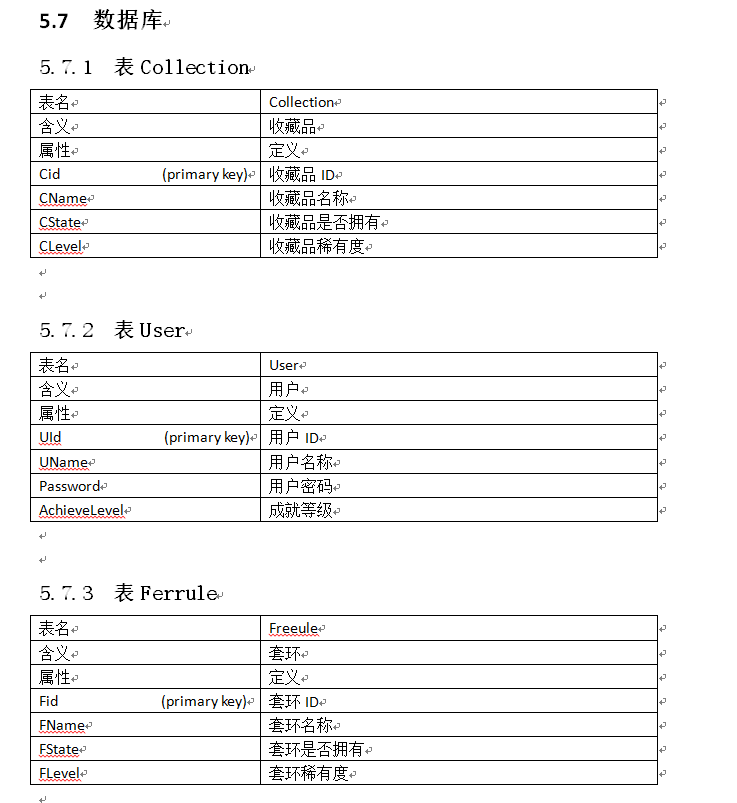 5.7 数据库
5.7.1 表 Collection
表名 Collection
含义 收藏品
属性 定义
Cid (primary key) 收藏品 ID
CName 收藏品名称
CState 收藏品是否拥有
CLevel 收藏品稀有度
5.7.2 表 User
表名 User
含义 用户
属性 定义
UId (primary key) 用户 ID
UName 用户名称
Password 用户密码
AchieveLevel 成就等级
5.7.3 表 Ferrule
表名 Freeule
含义 套环
属性 定义
Fid (primary key) 套环 ID
FName 套环名称
FState 套环是否拥有
FLevel 套环稀有度